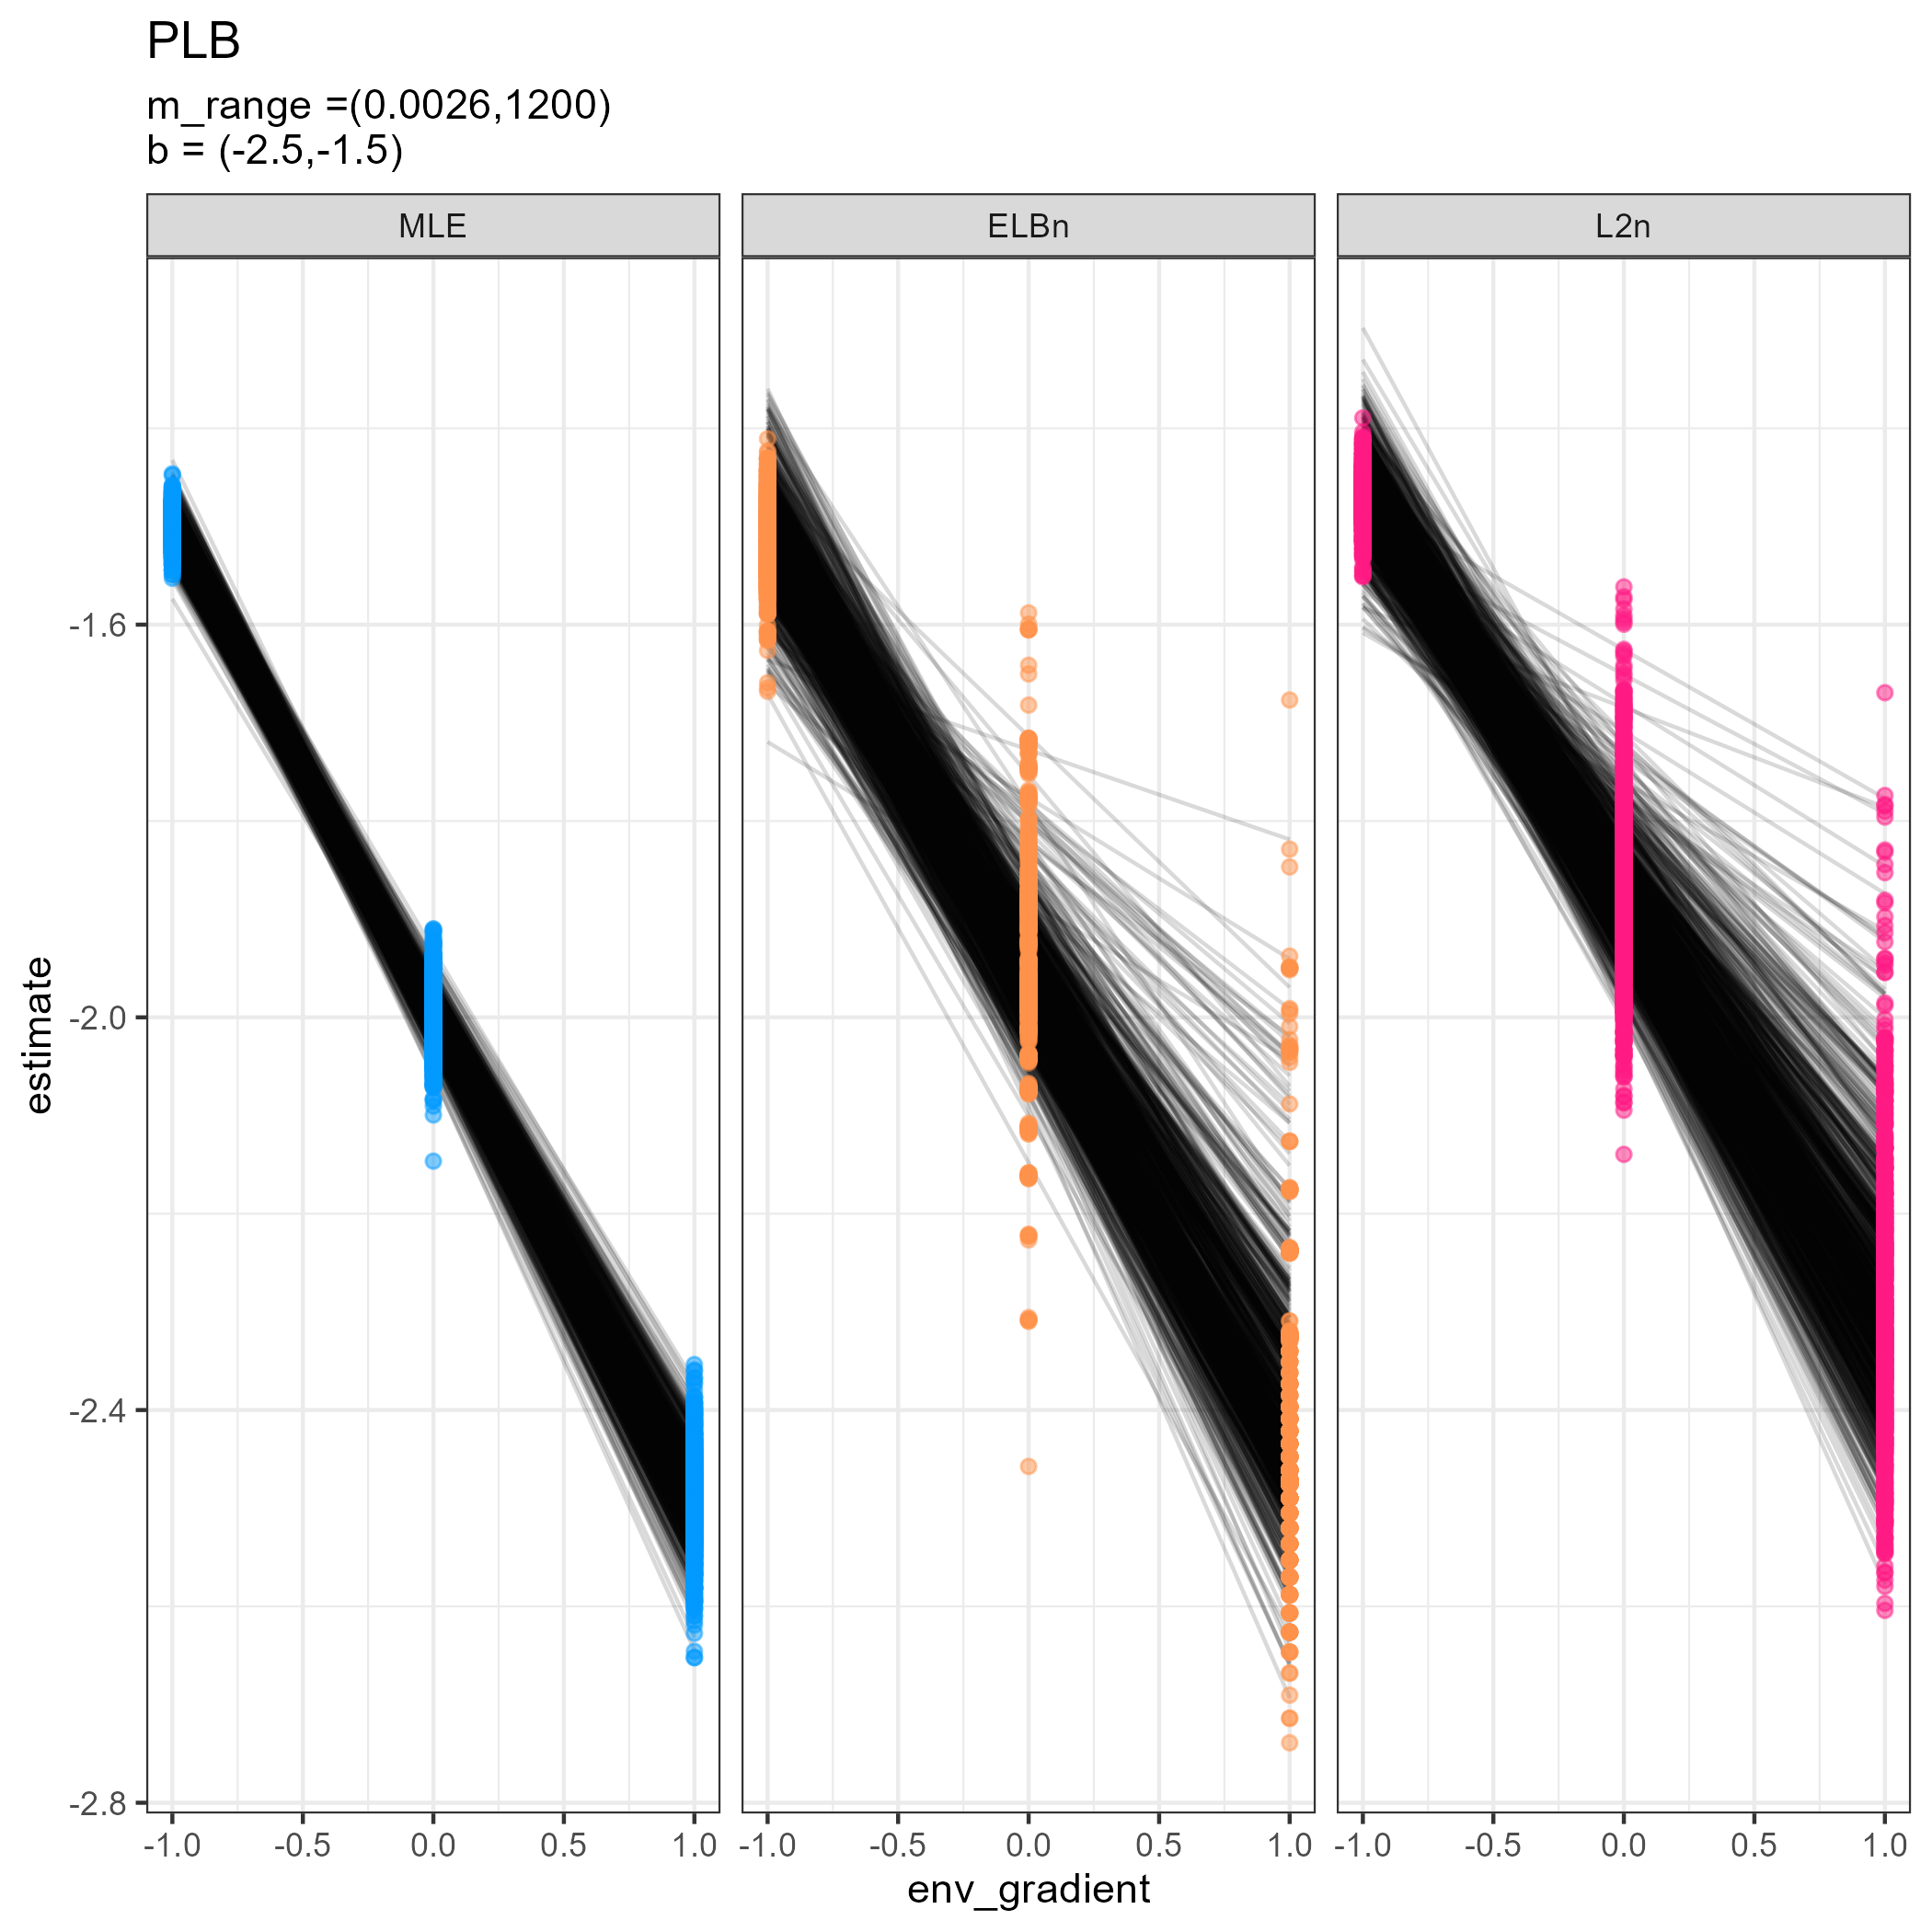 PLB
m_range =(0.0026,1200)
b = (-2.5,-1.5)
MLE ELBn L2n
-1.6
-2.0
-2.4
-2.8
estimate
-1.0 -0.5 0.0 0.5 1.0 -1.0 -0.5 0.0 0.5 1.0 -1.0 -0.5 0.0 0.5 1.0
env_gradient